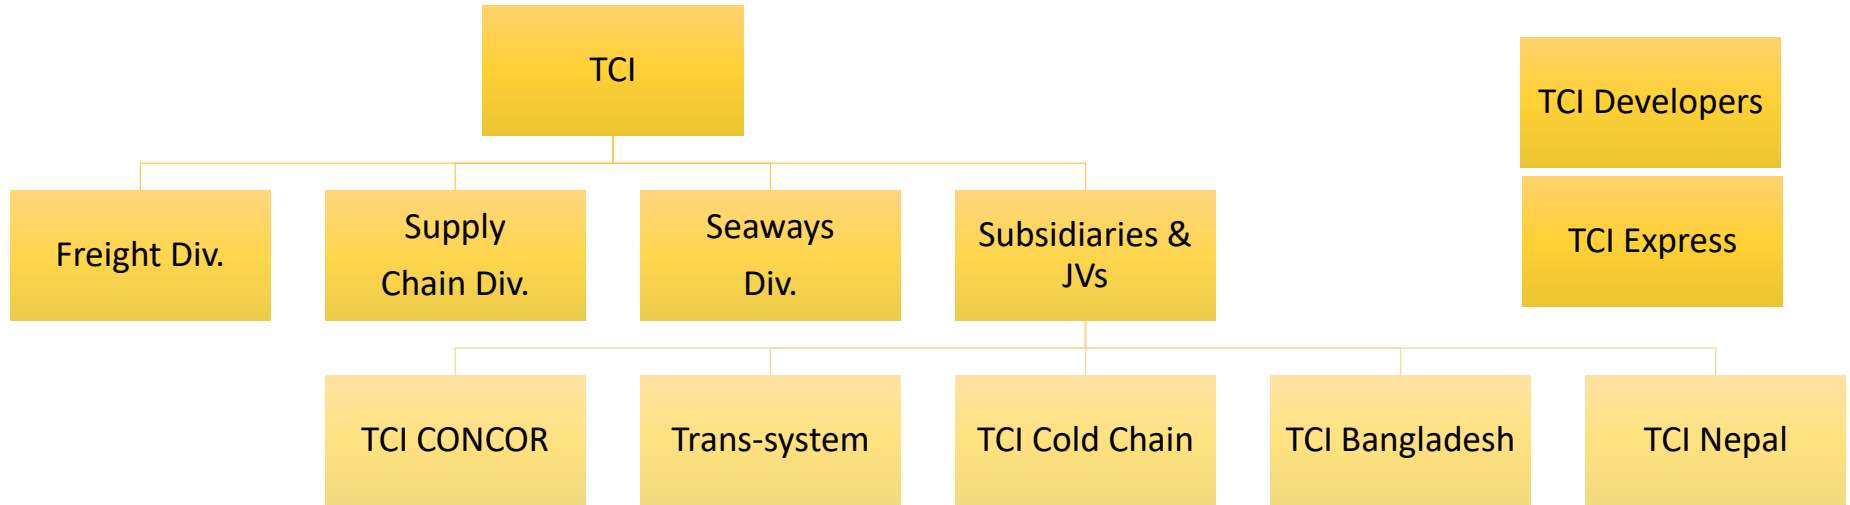 TCI
TCI Developers
TCI Express
Freight Div.
Supply
Chain Div.
Seaways
Div.
Subsidiaries &
JVs
TCI CONCOR
Trans-system
TCI Cold Chain
TCI Bangladesh
TCI Nepal